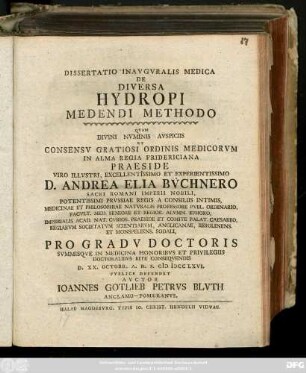 DISSERTATIO INAVGVRALIS MEDICA
DE
DIVERSA
HYDROPI
MEDENDI METHODO
QUAM
DIVINI NVMINIS AVSPICIIS
ET
CONSENSV GRATIOSI ORDINIS MEDICORVM
IN ALMA REGIA FRIDERICIANA
PRAESIDE
VIRO ILLVSTRI, EXCELLENTISSIMO ET EXPERIENTISSIMO
D. ANDREA ELIA BVCHNERO
SACRI ROMANI IMPERII NOBILI,
POTENTISSIMO PRVSSIAE REGIS A CONSILIIS INTIMIS,
MEDICINAE ET PHILOSOPHIAE NATVRALIS PROFESSORE PVBL. ORDINARIO,
IMPERIALIS ACAD. NAT. CVRIOS. PRAESIDE ET COMITE PALAT. CAESAREO,
REGIARVM SOCIETATVM SCIENTIARVM, ANGLICANAE, BEROLINENS.
ET MONSPELIENS. SODALI,
PRO GRADV DOCTORIS
SVMMISQVE IN MEDICINA HONORIBVS ET PRIVILEGIIS
DOCTORALIBVS RITE CONSEQVENDIS
D. XX. OCTOBR. A. R. S. CIƆ IƆCC LXVI.
PVBLICE DEFENDET
AVCTOR
IOANNES GOTLIEB PETRVS BLVTH
ANCLAMO-POMERANVS.
HALAE MAGDEBVRG. TYPIS IO. CHRIST. HENDELII VIDVAE.